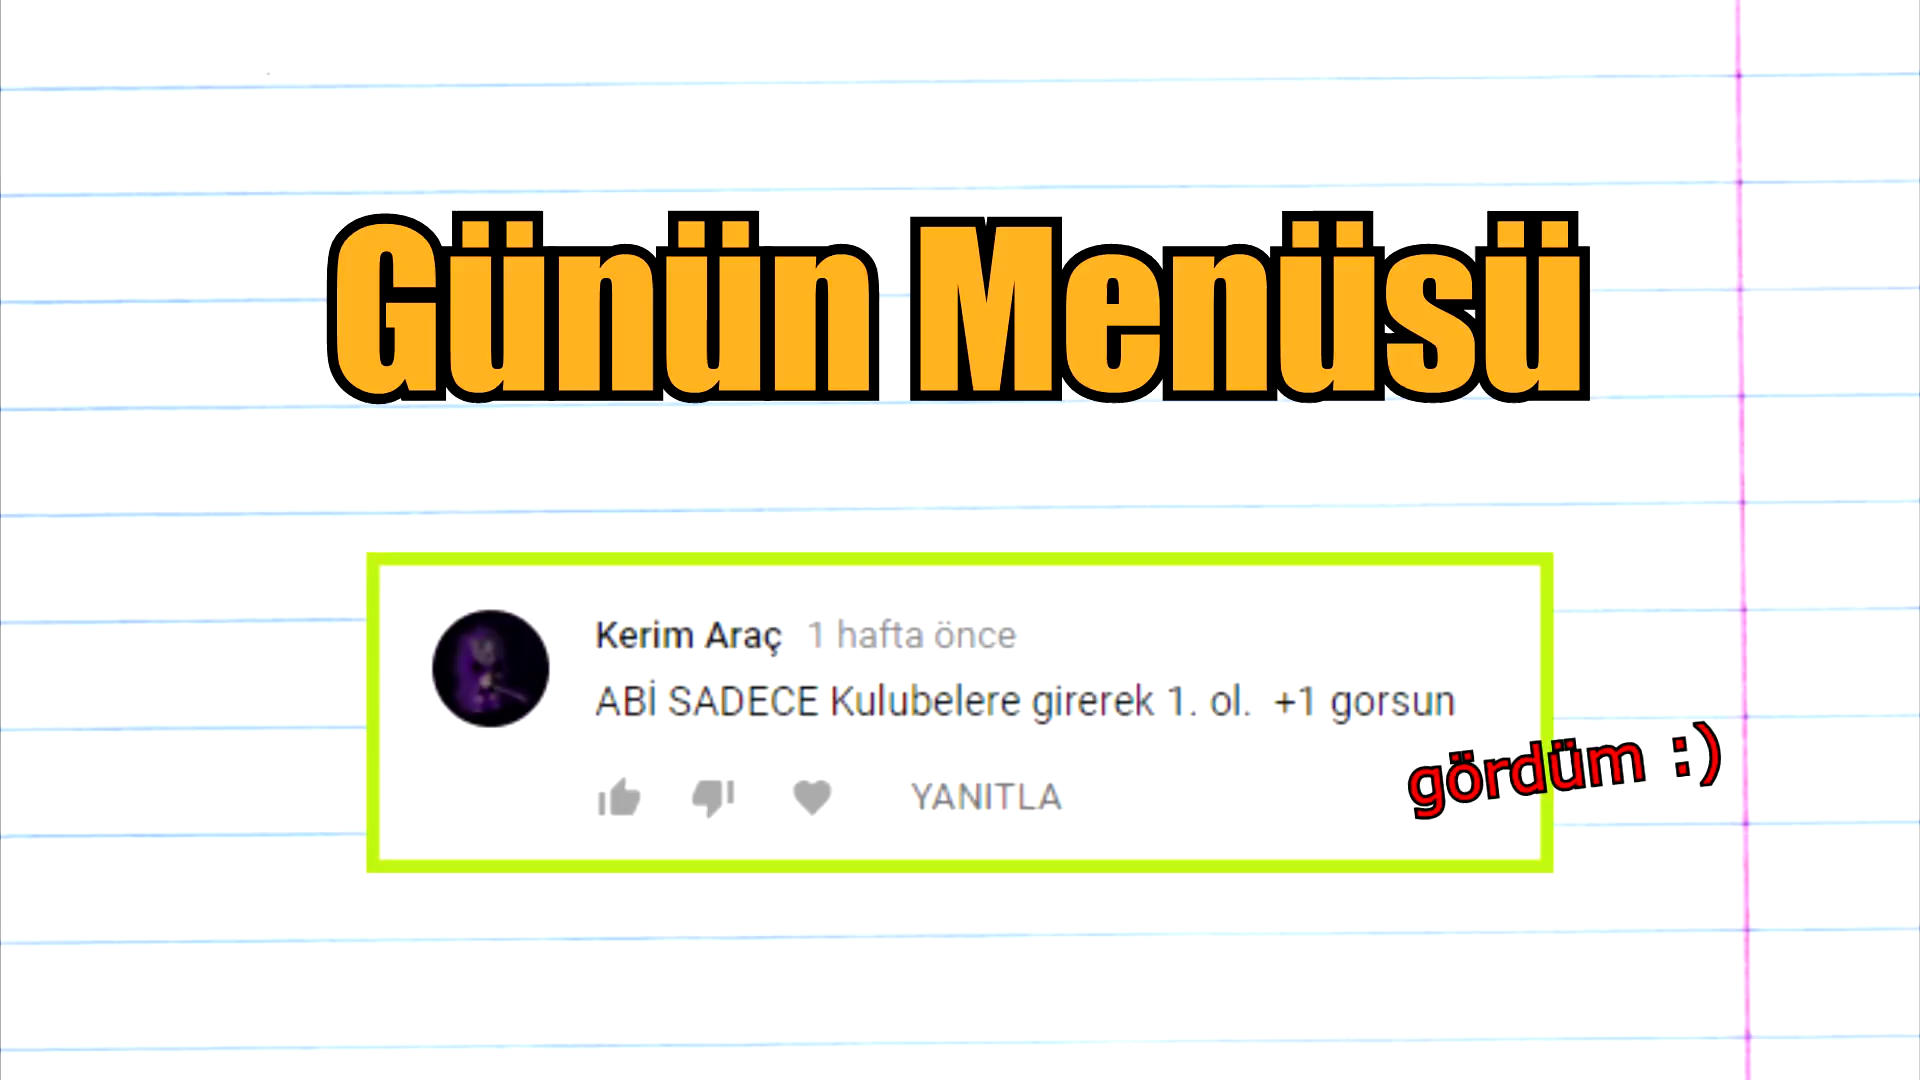 Günün Menüsü
Kerim Araç 1 hafta önce
ABİ SADECE Kulubelere girerek 1. ol. +1 gorsun
gördüm :)
YANITLA